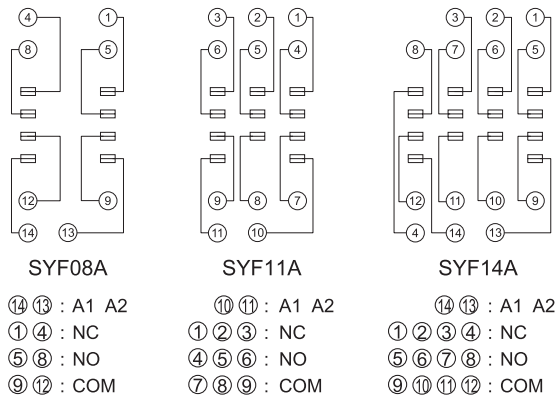 ④ ① ③ ② ① ③ ② ①
⑧ ⑤ ⑥ ⑤ ④ ⑧ ⑦ ⑥ ⑤
⑫ ⑨ ⑨ ⑧ ⑦ ⑫ ⑪ ⑩ ⑨
⑭ ⑬ ⑪ ⑩ ④ ⑭ ⑬
SYF08A SYF11A SYF14A
⑭ ⑬ : A1 A2 ⑩ ⑪ : A1 A2 ⑭ ⑬ : A1 A2
① ④ : NC ① ② ③ : NC ① ② ③ ④ : NC
⑤ ⑧ : NO ④ ⑤ ⑥ : NO ⑤ ⑥ ⑦ ⑧ : NO
⑨ ⑫ : COM ⑦ ⑧ ⑨ : COM ⑨ ⑩ ⑪ ⑫ : COM